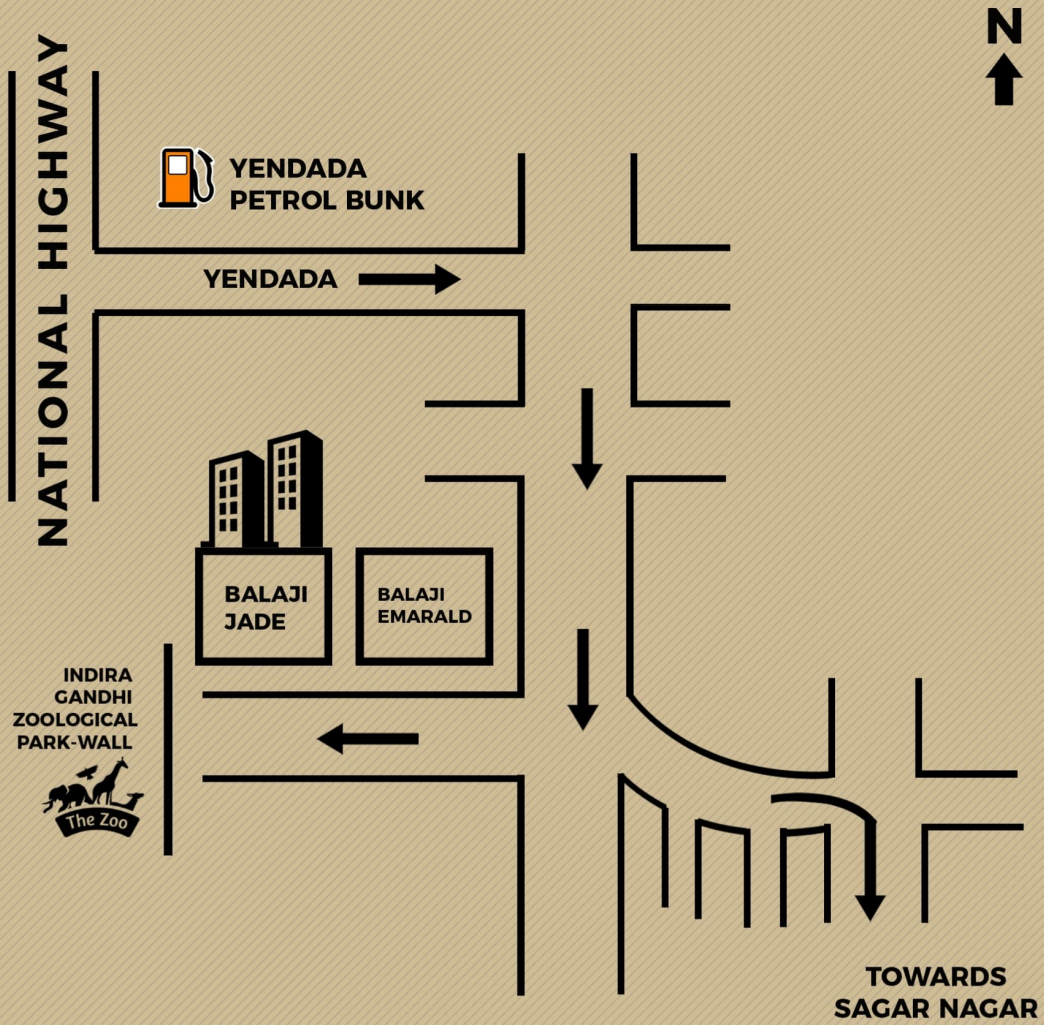 N
NATIONAL HIGHWAY
YENDADA
PETROL BUNK
YENDADA
BALAJI
JADE
BALAJI
EMARALD
INDIRA
GANDHI
ZOOLOGICAL
PARK-WALL
The Zoo
TOWARDS
SAGAR NAGAR